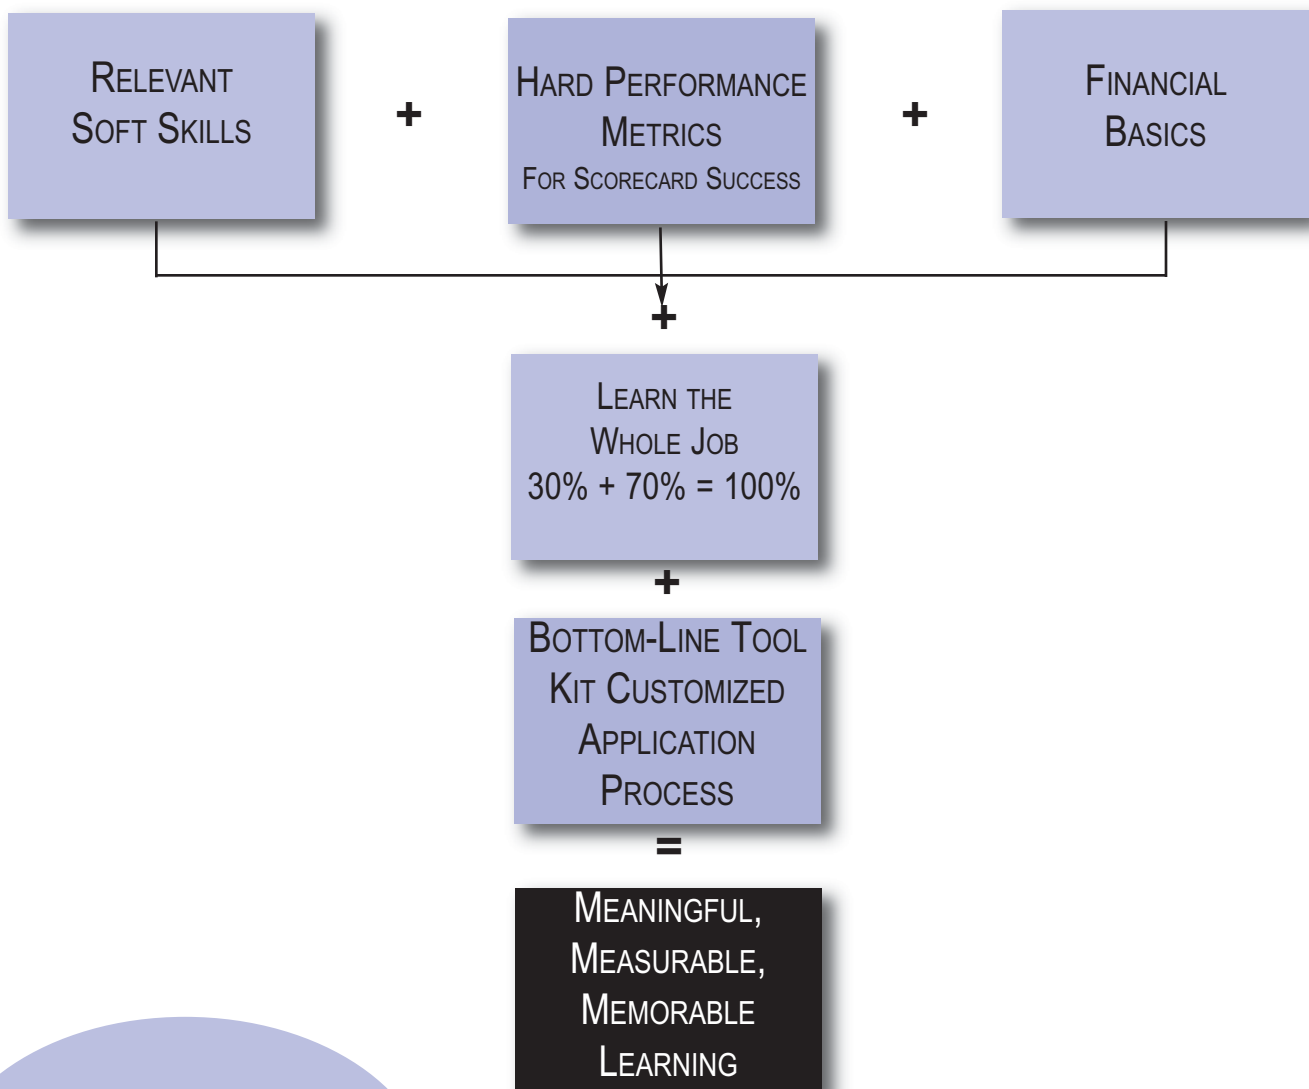 Relevant
Soft Skills
+
Hard Performance
Metrics
For Scorecard Success
+
Financial
Basics
+
Learn the
Whole Job
30% + 70% = 100%
+
Bottom-Line Tool
Kit Customized
Application
Process
=
Meaningful,
Measurable,
Memorable
Learning